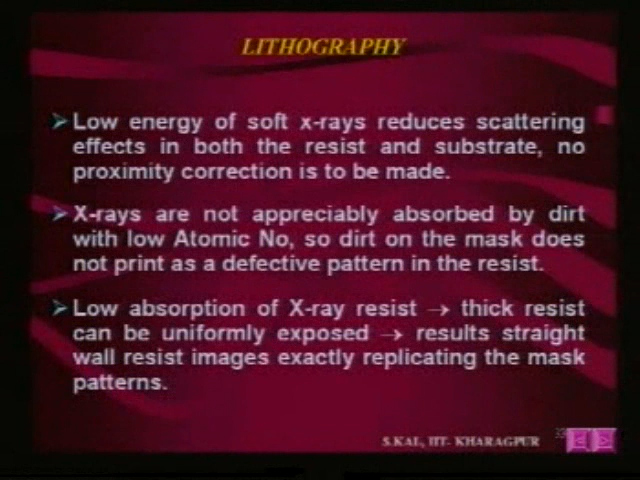 LITHOGRAPHY
➢Low energy of soft x-rays reduces scattering
effects in both the resist and substrate, no
proximity correction is to be made.
➢X-rays are not appreciably absorbed by dirt
with low Atomic No, so dirt on the mask does
not print as a defective pattern in the resist.
➢Low absorption of X-ray resist → thick resist
can be uniformly exposed → results straight
wall resist images exactly replicating the mask
patterns.
S.KAL, IIT- KHARAGPUR